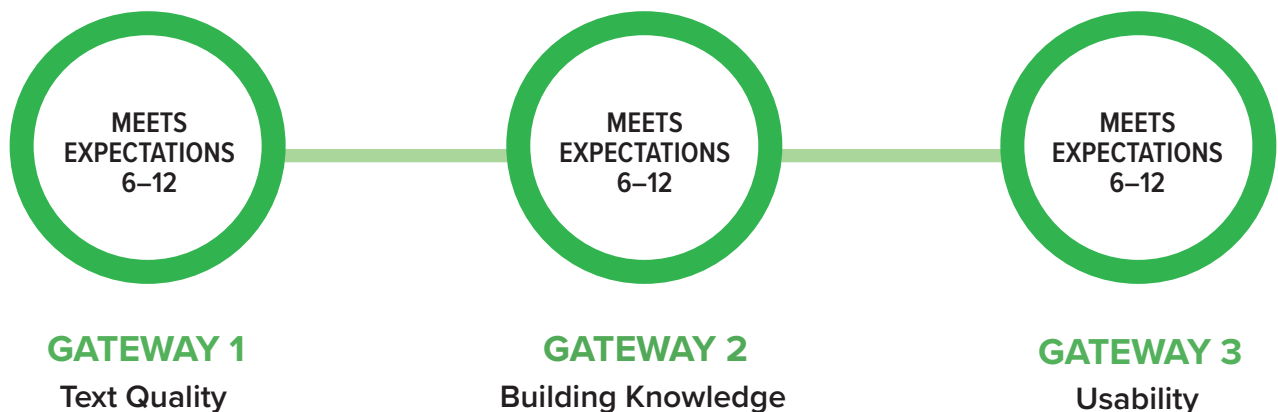 MEETS
EXPECTATIONS
6–12
MEETS
EXPECTATIONS
6–12
MEETS
EXPECTATIONS
6–12
GATEWAY 1
Text Quality
GATEWAY 2
Building Knowledge
GATEWAY 3
Usability